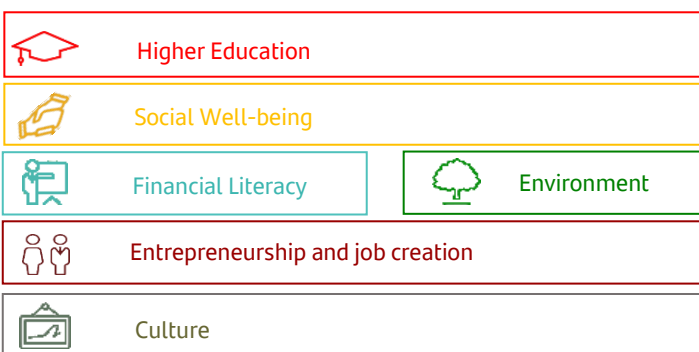 Higher Education
Social Well-being
Financial Literacy
Environment
Entrepreneurship and job creation
Culture